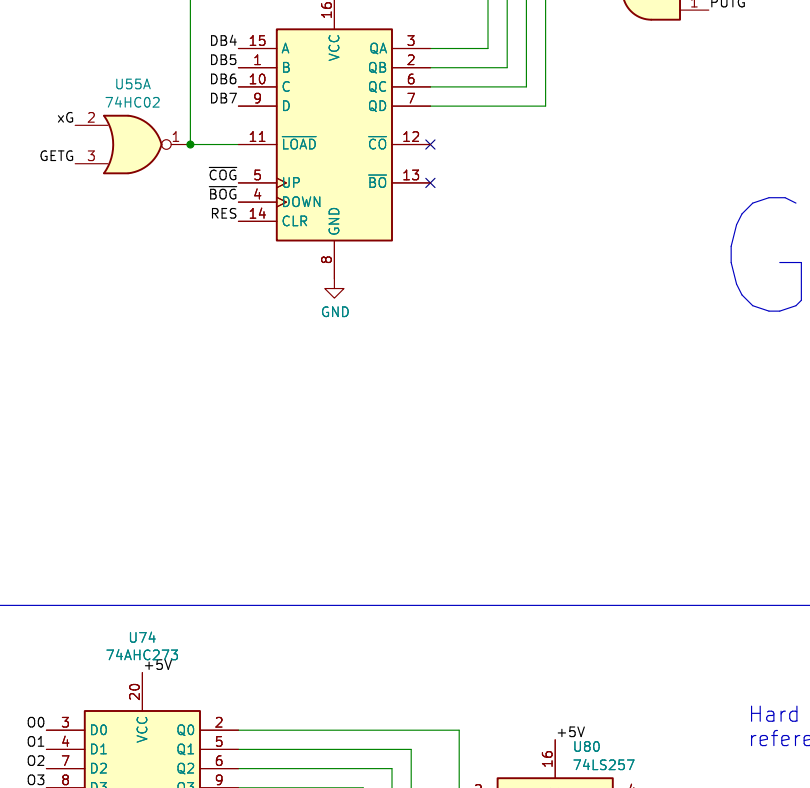 16
1 PUTG
DB4 15 A QA 3
DB5 1 B QB 2
DB6 10 C QC 6
DB7 9 D QD 7
VCC
U55A
74HC02
xG 2
1
GETG 3
11 LOAD CO 12
COG 5 UP BO 13
BOG 4 DOWN
RES 14 CLR
GND
8
GND
G
U74
74AHC273
+5V
20
VCC
O0 3 D0 Q0 2
O1 4 D1 Q1 5
O2 7 D2 Q2 6
O3 8 D3 Q3 9
+5V
16
U80
74LS257
Hard
refere